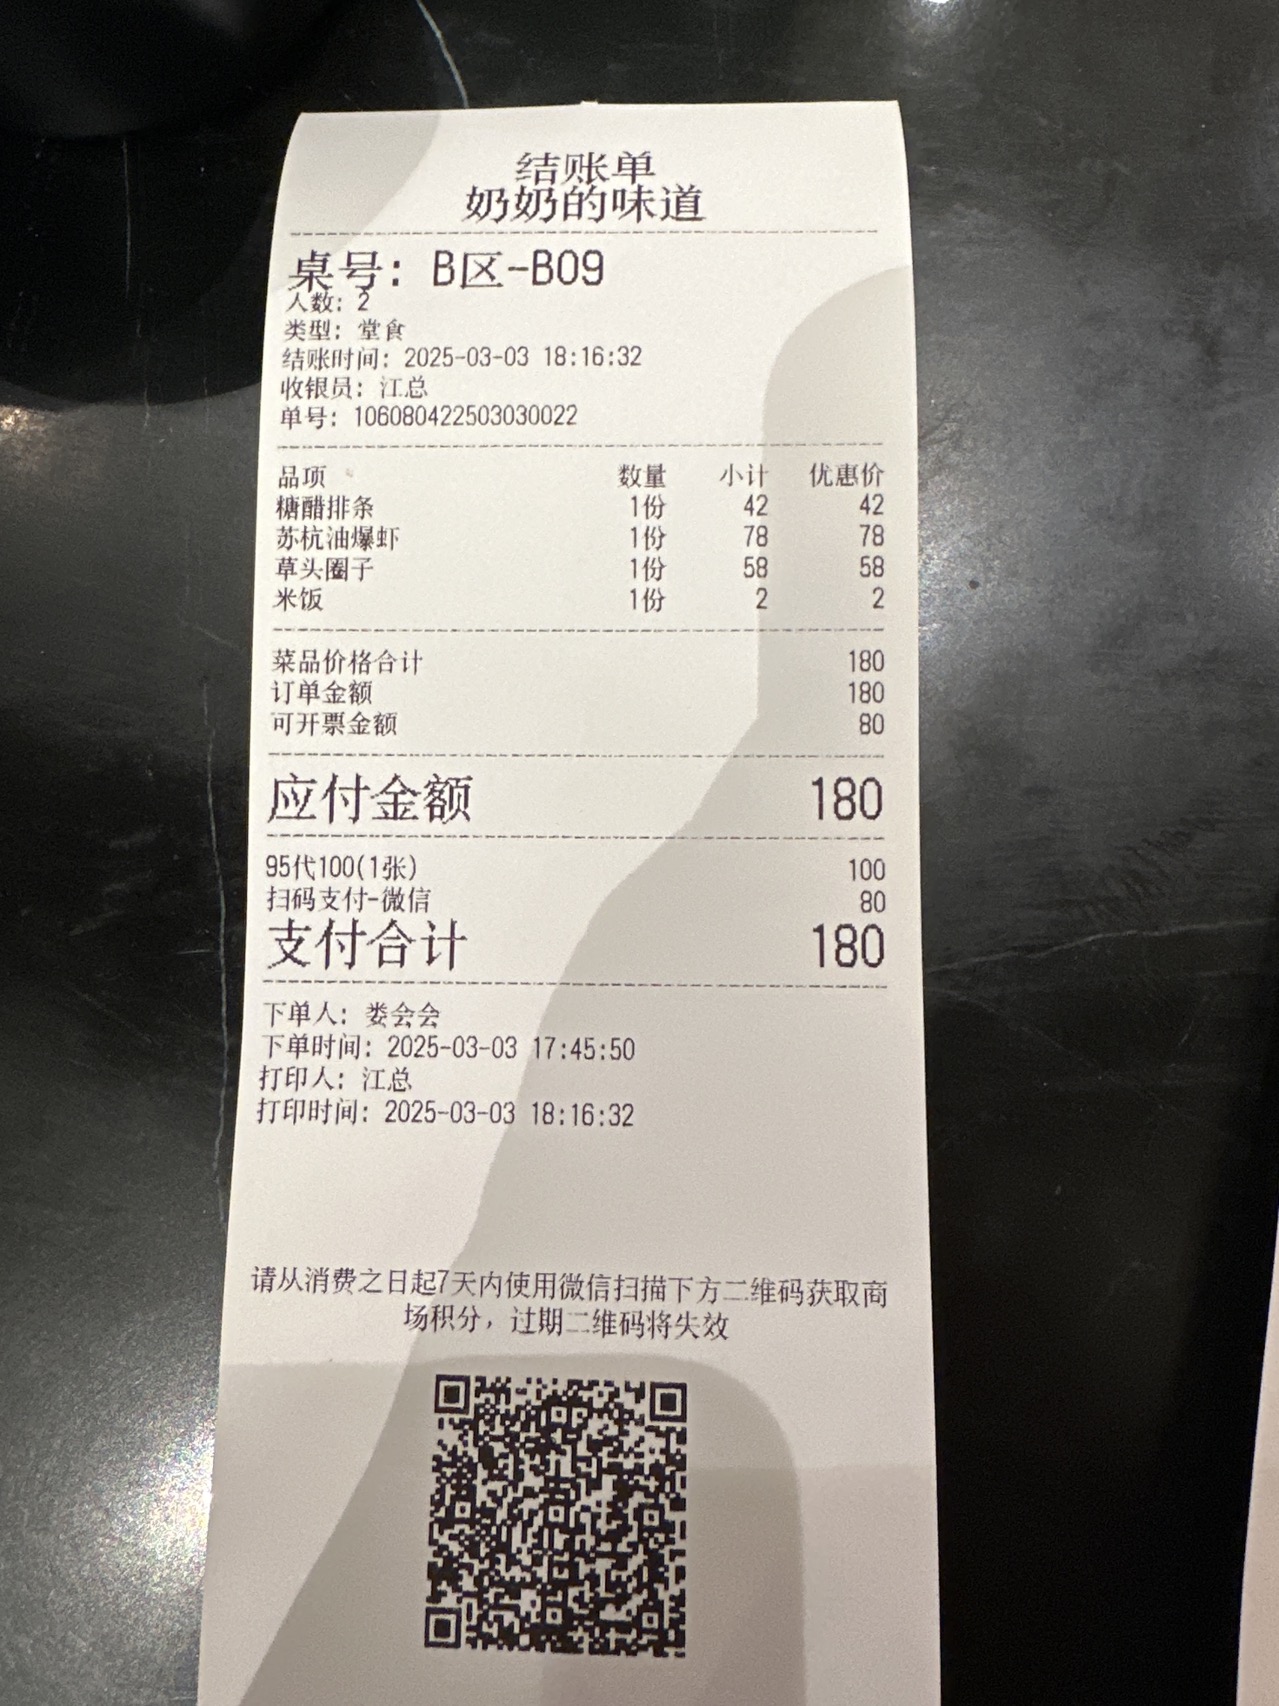 结账单
奶奶的味道
桌号：B区-B09
人数：2
类型：堂食
结账时间：2025-03-03 18:16:32
收银员：江总
单号：106080422503030022
品项 数量 小计 优惠价
糖醋排条 1份 42 42
苏杭油爆虾 1份 78 78
草头圈子 1份 58 58
米饭 1份 2 2
菜品价格合计 180
订单金额 180
可开票金额 80
应付金额 180
95代100(1张) 100
扫码支付-微信 80
支付合计 180
下单人：娄会会
下单时间：2025-03-03 17:45:50
打印人：江总
打印时间：2025-03-03 18:16:32
请从消费之日起7天内使用微信扫描下方二维码获取商
场积分，过期二维码将失效